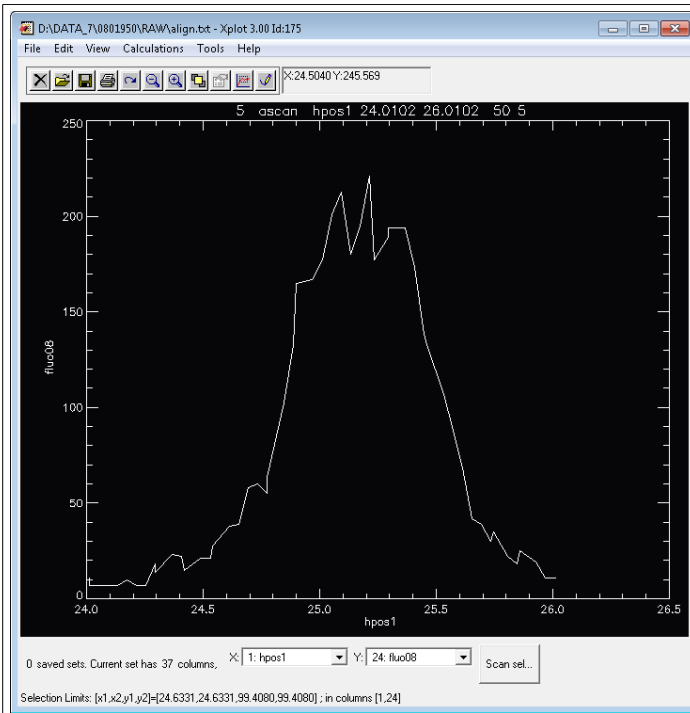 D:\DATA_7\0801950\RAW\align.txt - Xplot 3.00 Id:175
File Edit View Calculations Tools Help
X:24.5040 Y:245.569
5 ascan hpos1 24.0102 26.0102 50 5
250
200
150
100
50
0
fluo08
24.0 24.5 25.0 25.5 26.0 26.5
hpos1
0 saved sets. Current set has 37 columns, X: 1: hpos1 Y: 24: fluo08 Scan sel...
Selection Limits: [x1,x2,y1,y2]=[24.6331,24.6331,99.4080,99.4080] ; in columns [1,24]